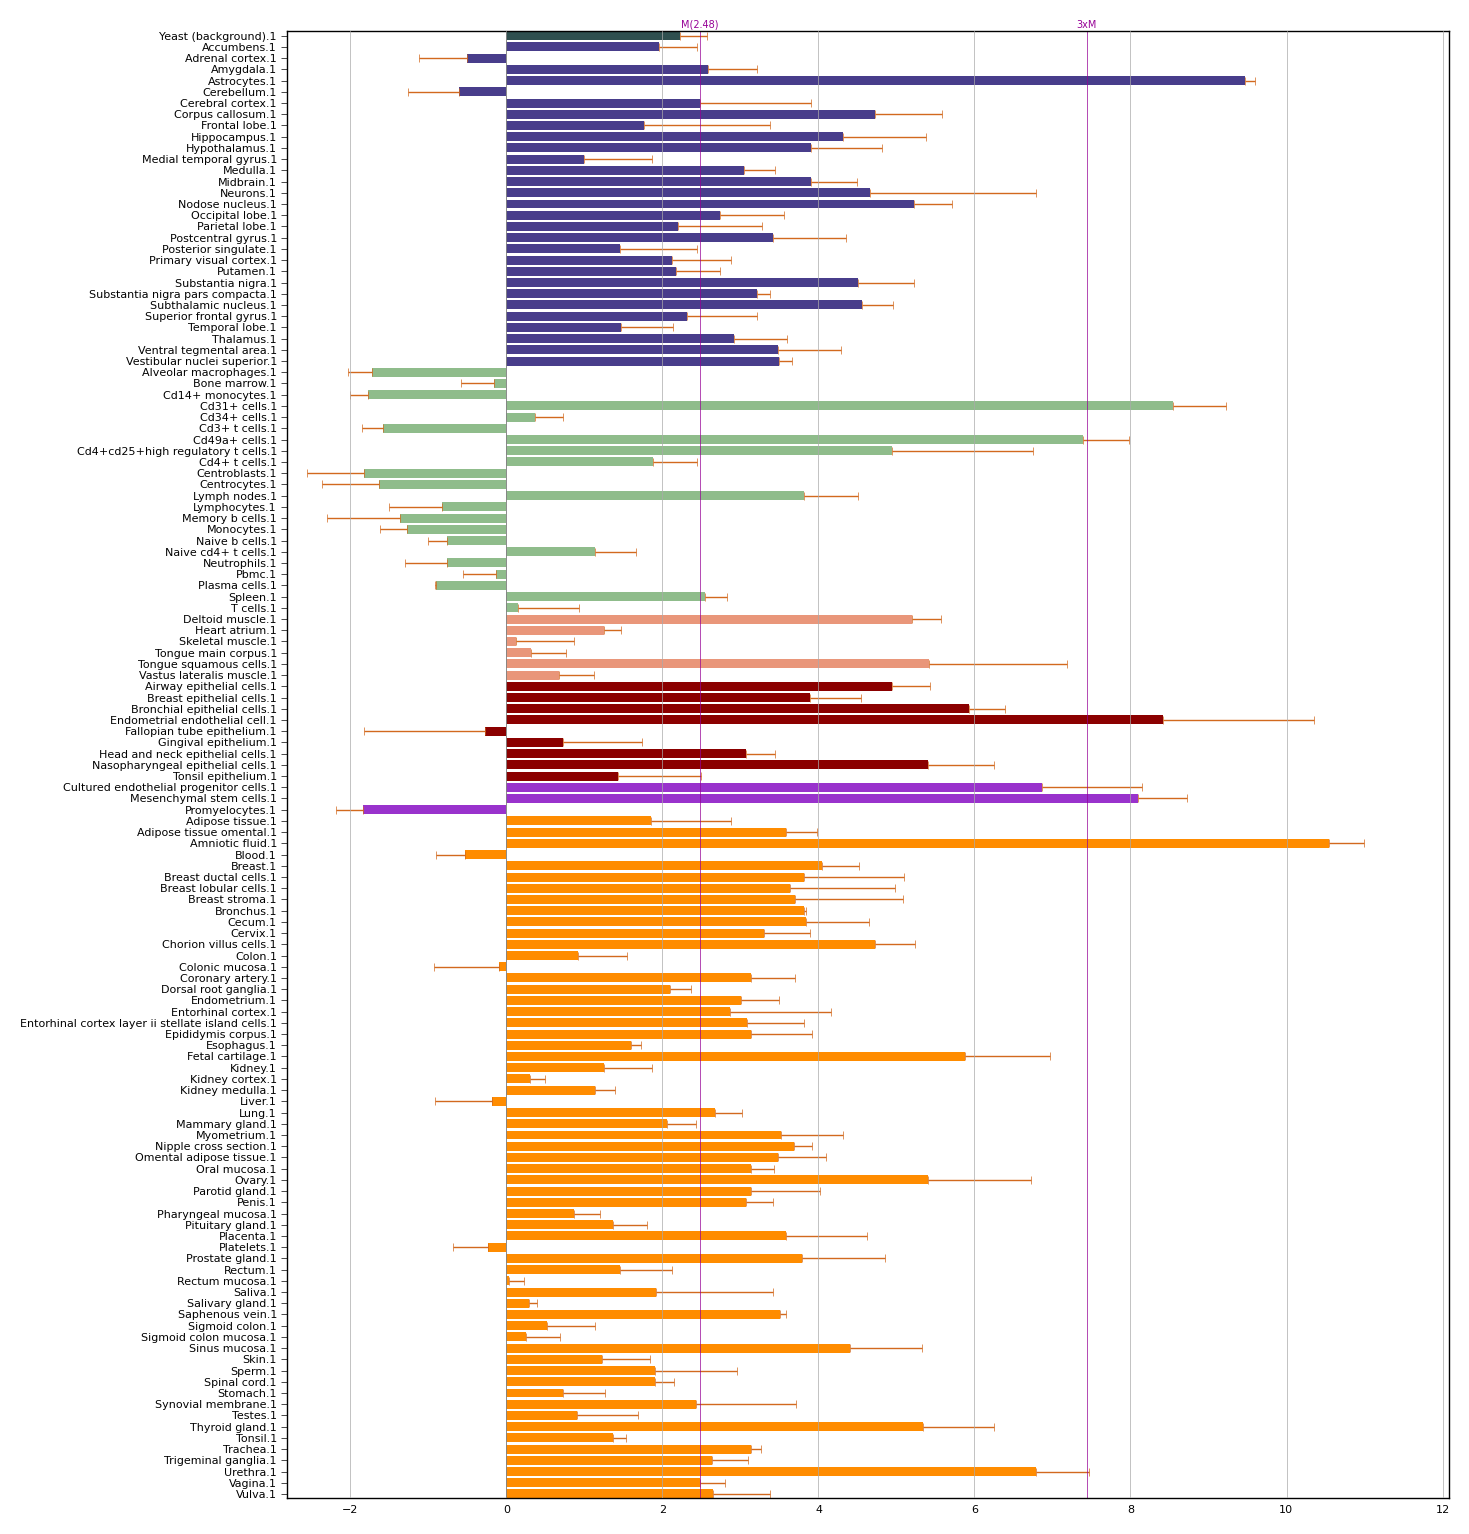 M(2.48) 3xM
Yeast (background).1
Accumbens.1
Adrenal cortex.1
Amygdala.1
Astrocytes.1
Cerebellum.1
Cerebral cortex.1
Corpus callosum.1
Frontal lobe.1
Hippocampus.1
Hypothalamus.1
Medial temporal gyrus.1
Medulla.1
Midbrain.1
Neurons.1
Nodose nucleus.1
Occipital lobe.1
Parietal lobe.1
Postcentral gyrus.1
Posterior singulate.1
Primary visual cortex.1
Putamen.1
Substantia nigra.1
Substantia nigra pars compacta.1
Subthalamic nucleus.1
Superior frontal gyrus.1
Temporal lobe.1
Thalamus.1
Ventral tegmental area.1
Vestibular nuclei superior.1
Alveolar macrophages.1
Bone marrow.1
Cd14+ monocytes.1
Cd31+ cells.1
Cd34+ cells.1
Cd3+ t cells.1
Cd49a+ cells.1
Cd4+cd25+high regulatory t cells.1
Cd4+ t cells.1
Centroblasts.1
Centrocytes.1
Lymph nodes.1
Lymphocytes.1
Memory b cells.1
Monocytes.1
Naive b cells.1
Naive cd4+ t cells.1
Neutrophils.1
Pbmc.1
Plasma cells.1
Spleen.1
T cells.1
Deltoid muscle.1
Heart atrium.1
Skeletal muscle.1
Tongue main corpus.1
Tongue squamous cells.1
Vastus lateralis muscle.1
Airway epithelial cells.1
Breast epithelial cells.1
Bronchial epithelial cells.1
Endometrial endothelial cell.1
Fallopian tube epithelium.1
Gingival epithelium.1
Head and neck epithelial cells.1
Nasopharyngeal epithelial cells.1
Tonsil epithelium.1
Cultured endothelial progenitor cells.1
Mesenchymal stem cells.1
Promyelocytes.1
Adipose tissue.1
Adipose tissue omental.1
Amniotic fluid.1
Blood.1
Breast.1
Breast ductal cells.1
Breast lobular cells.1
Breast stroma.1
Bronchus.1
Cecum.1
Cervix.1
Chorion villus cells.1
Colon.1
Colonic mucosa.1
Coronary artery.1
Dorsal root ganglia.1
Endometrium.1
Entorhinal cortex.1
Entorhinal cortex layer ii stellate island cells.1
Epididymis corpus.1
Esophagus.1
Fetal cartilage.1
Kidney.1
Kidney cortex.1
Kidney medulla.1
Liver.1
Lung.1
Mammary gland.1
Myometrium.1
Nipple cross section.1
Omental adipose tissue.1
Oral mucosa.1
Ovary.1
Parotid gland.1
Penis.1
Pharyngeal mucosa.1
Pituitary gland.1
Placenta.1
Platelets.1
Prostate gland.1
Rectum.1
Rectum mucosa.1
Saliva.1
Salivary gland.1
Saphenous vein.1
Sigmoid colon.1
Sigmoid colon mucosa.1
Sinus mucosa.1
Skin.1
Sperm.1
Spinal cord.1
Stomach.1
Synovial membrane.1
Testes.1
Thyroid gland.1
Tonsil.1
Trachea.1
Trigeminal ganglia.1
Urethra.1
Vagina.1
Vulva.1
−2 0 2 4 6 8 10 12